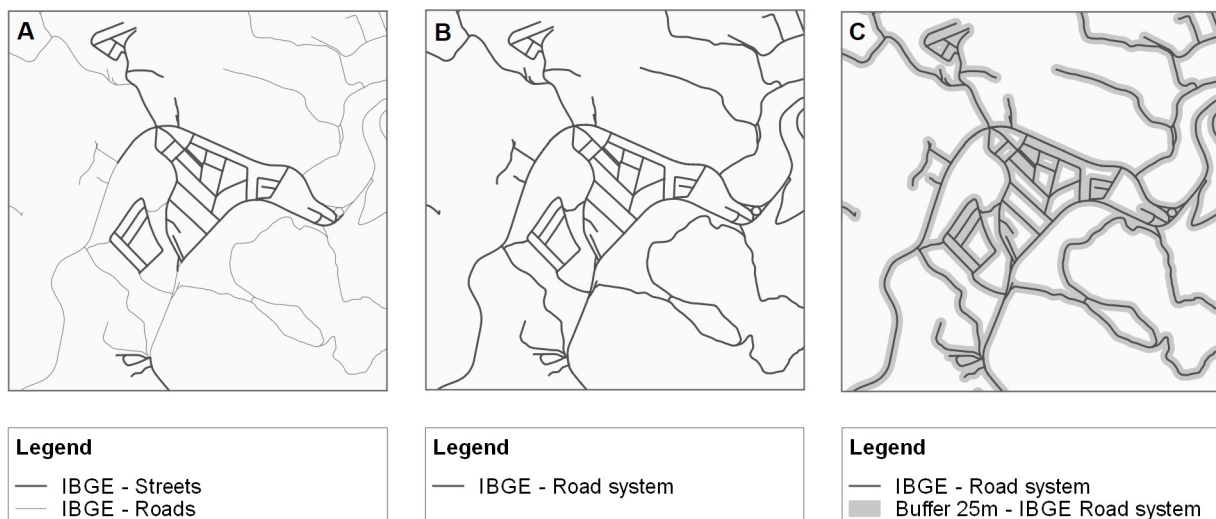 A
B
C
Legend
IBGE - Streets
IBGE - Roads
Legend
IBGE - Road system
Legend
IBGE - Road system
Buffer 25m - IBGE Road system